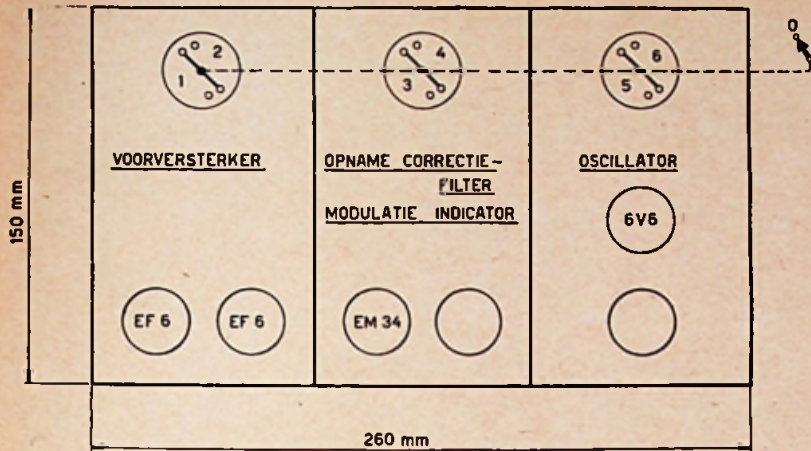 2
1
4
3
6
5
O
VOORVERSTERKER
OPNAME CORRECTIE-
FILTER
MODULATIE INDICATOR
OSCILLATOR
6V6
EF 6
EF 6
EM 34
150 mm
260 mm